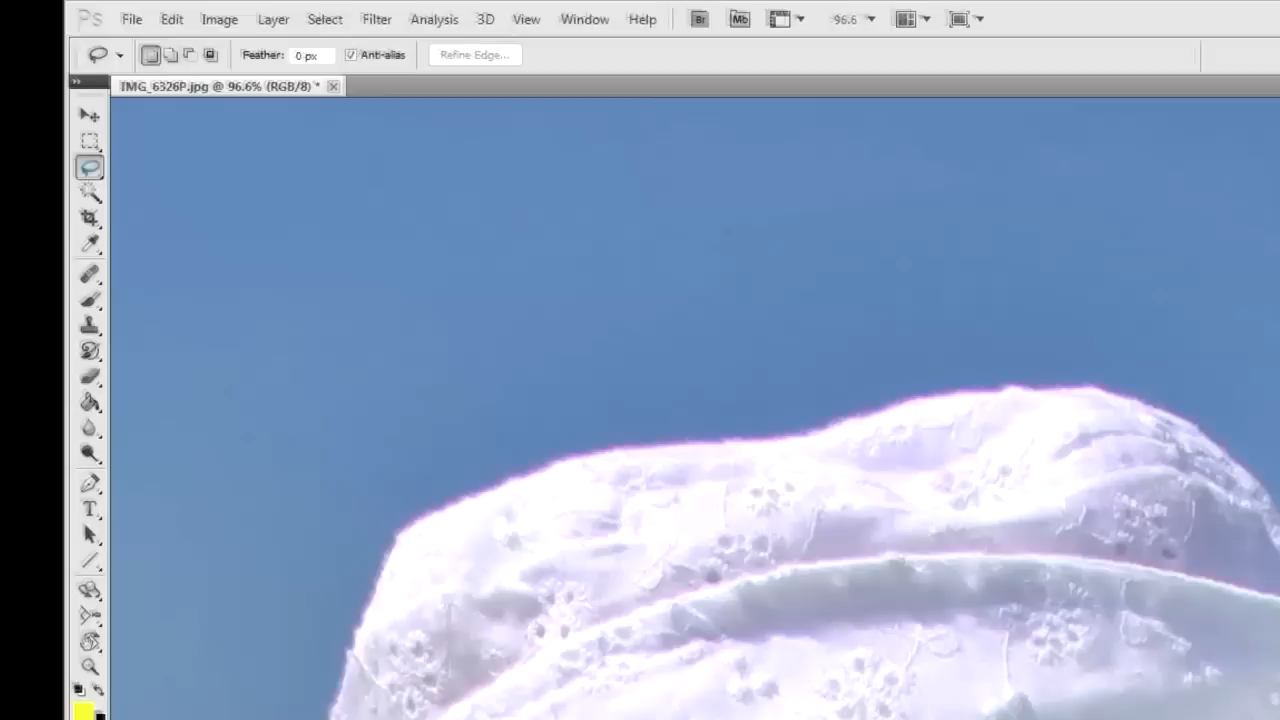 Ps File Edit Image Layer Select Filter Analysis 3D View Window Help Br Mb 96.6
Feather: 0 px Anti-alias Refine Edge...
IMG_6326P.jpg @ 96.6% (RGB/8) *
T